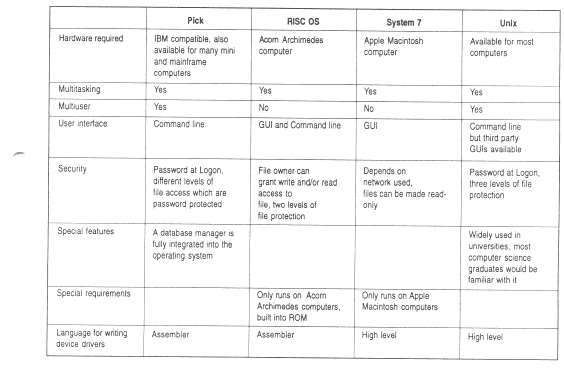 Pick RISC OS System 7 Unix
Hardware required
IBM compatible, also
available for many mini
and mainframe
computers
Acorn Archimedes
computer
Apple Macintosh
computer
Available for most
computers
Multitasking Yes Yes Yes Yes
Multiuser Yes No No Yes
User interface
Command line
GUI and Command line
GUI
Command line
but third party
GUIs available
Security
Password at Logon,
different levels of
file access which are
password protected
File owner can
grant write and/or read
access to
file, two levels of
file protection
Depends on
network used,
files can be made read-
only
Password at Logon,
three levels of file
protection
Special features
A database manager is
fully integrated into the
operating system
Widely used in
universities, most
computer science
graduates would be
familiar with it
Special requirements
Only runs on Acorn
Archimedes computers,
built into ROM
Only runs on Apple
Macintosh computers
Language for writing
device drivers
Assembler
Assembler
High level
High level